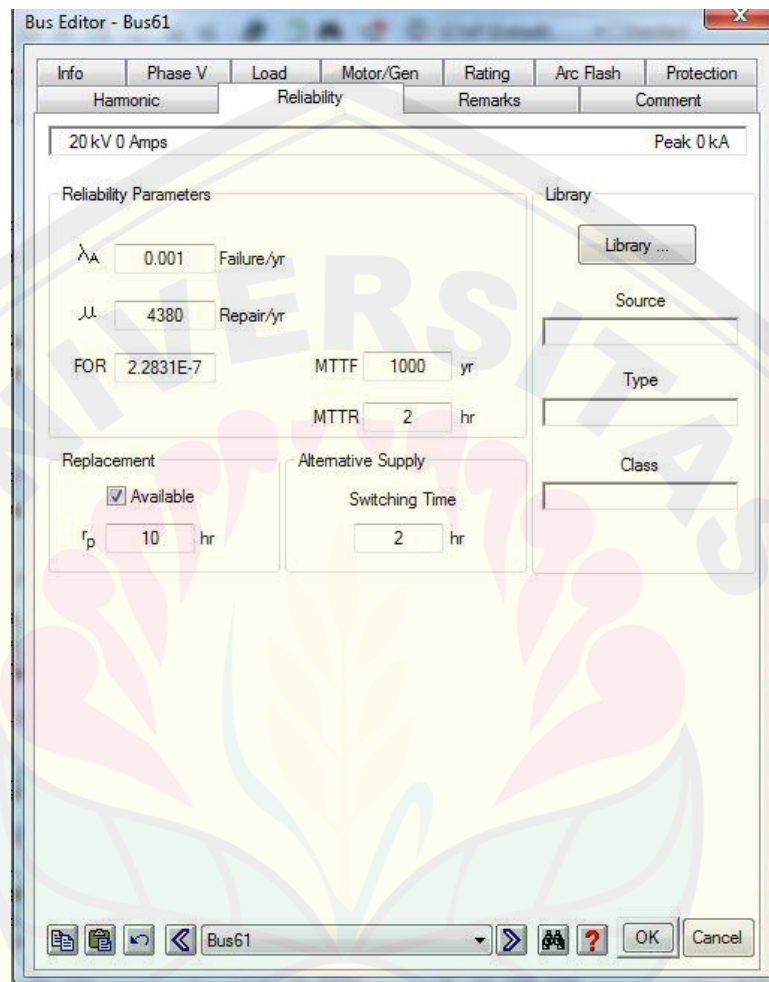 Bus Editor - Bus61
X
Info Phase V Load Motor/Gen Rating Arc Flash Protection
Harmonic Reliability Remarks Comment
20 kV 0 Amps Peak 0 kA
Reliability Parameters
λA 0.001 Failure/yr
μ 4380 Repair/yr
FOR 2.2831E-7 MTTF 1000 yr
MTTR 2 hr
Library
Library ...
Source
Type
Class
Replacement
Available
rp 10 hr
Alternative Supply
Switching Time
2 hr
UNIVERSITAS
Bus61
?
OK
Cancel